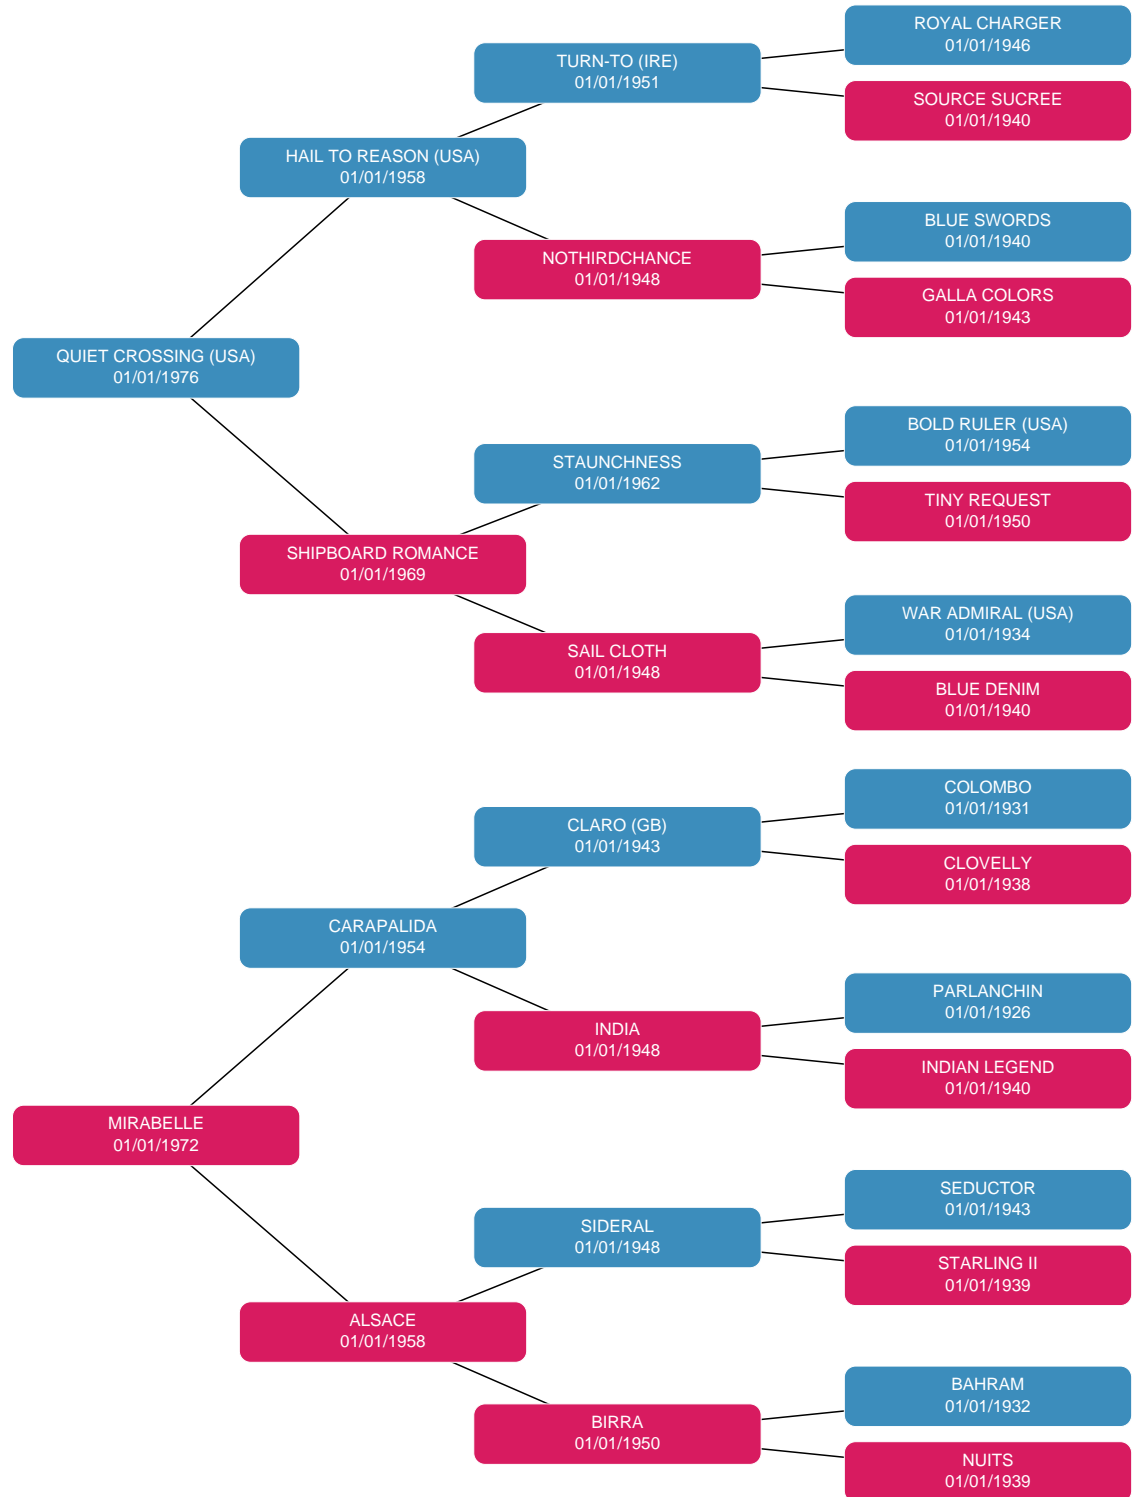 ROYAL CHARGER
01/01/1946
TURN-TO (IRE)
01/01/1951
SOURCE SUCREE
01/01/1940
HAIL TO REASON (USA)
01/01/1958
BLUE SWORDS
01/01/1940
NOTHIRDCHANCE
01/01/1948
GALLA COLORS
01/01/1943
QUIET CROSSING (USA)
01/01/1976
BOLD RULER (USA)
01/01/1954
STAUNCHNESS
01/01/1962
TINY REQUEST
01/01/1950
SHIPBOARD ROMANCE
01/01/1969
WAR ADMIRAL (USA)
01/01/1934
SAIL CLOTH
01/01/1948
BLUE DENIM
01/01/1940
COLOMBO
01/01/1931
CLARO (GB)
01/01/1943
CLOVELLY
01/01/1938
CARAPALIDA
01/01/1954
PARLANCHIN
01/01/1926
INDIA
01/01/1948
INDIAN LEGEND
01/01/1940
MIRABELLE
01/01/1972
SEDUCTOR
01/01/1943
SIDERAL
01/01/1948
STARLING II
01/01/1939
ALSACE
01/01/1958
BAHRAM
01/01/1932
BIRRA
01/01/1950
NUITS
01/01/1939